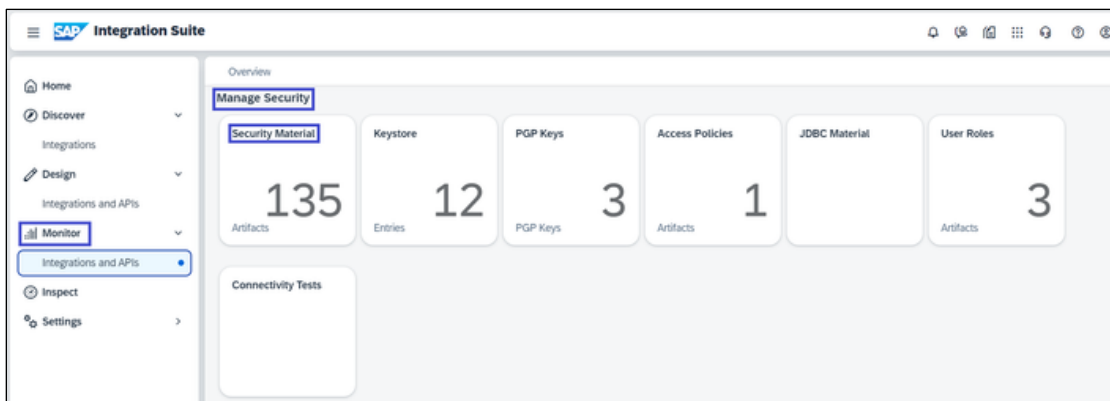 SAP Integration Suite
Home
Discover
Integrations
Design
Integrations and APIs
Monitor
Integrations and APIs
Inspect
Settings
Overview
Manage Security
Security Material
135
Artifacts
Keystore
12
Entries
PGP Keys
3
PGP Keys
Access Policies
1
Artifacts
JDBC Material
User Roles
3
Artifacts
Connectivity Tests